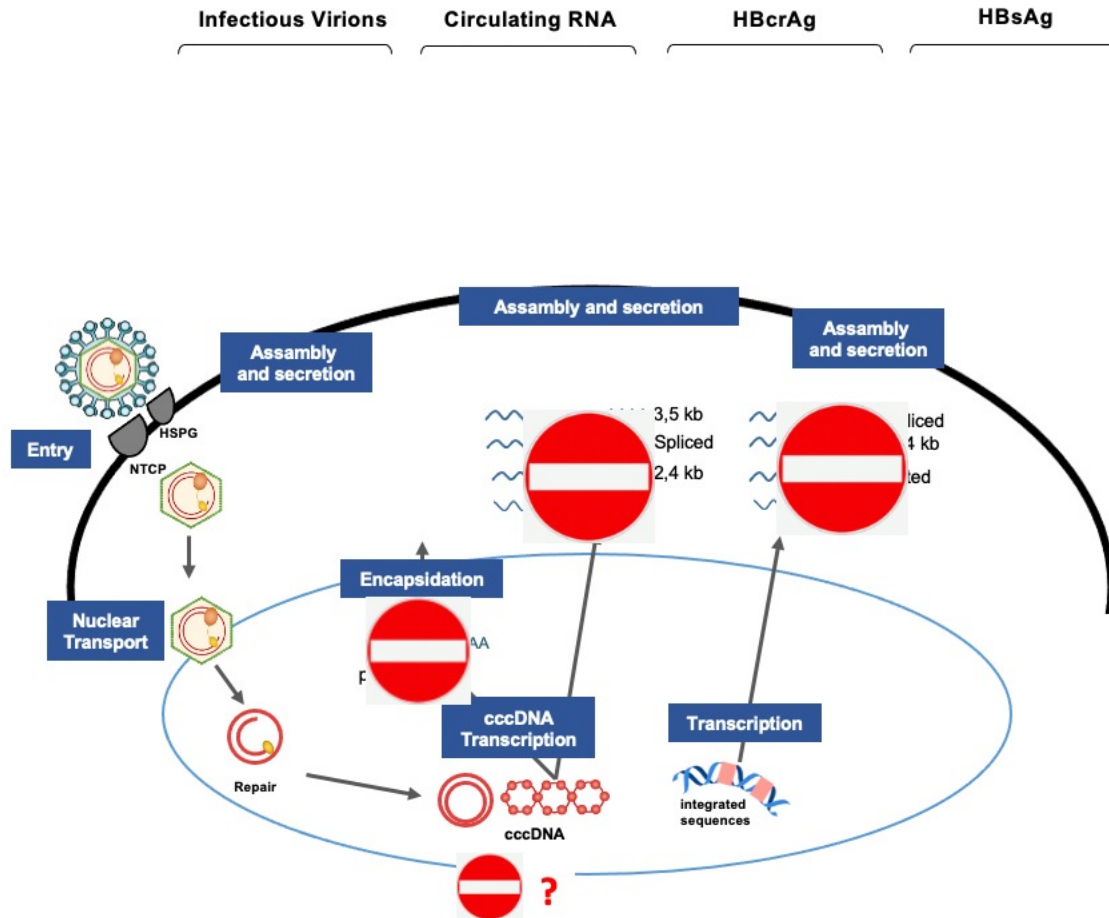 Infectious Virions
Circulating RNA
HBcrAg
HBsAg
Assambly and secretion
Assambly
and secretion
Assambly
and secretion
HSPG
Entry
NTCP
3,5 kb
Spliced
2,4 kb
liced
4 kb
ted
Encapsidation
AA
p
Nuclear
Transport
cccDNA
Transcription
Transcription
Repair
integrated
sequences
cccDNA
?